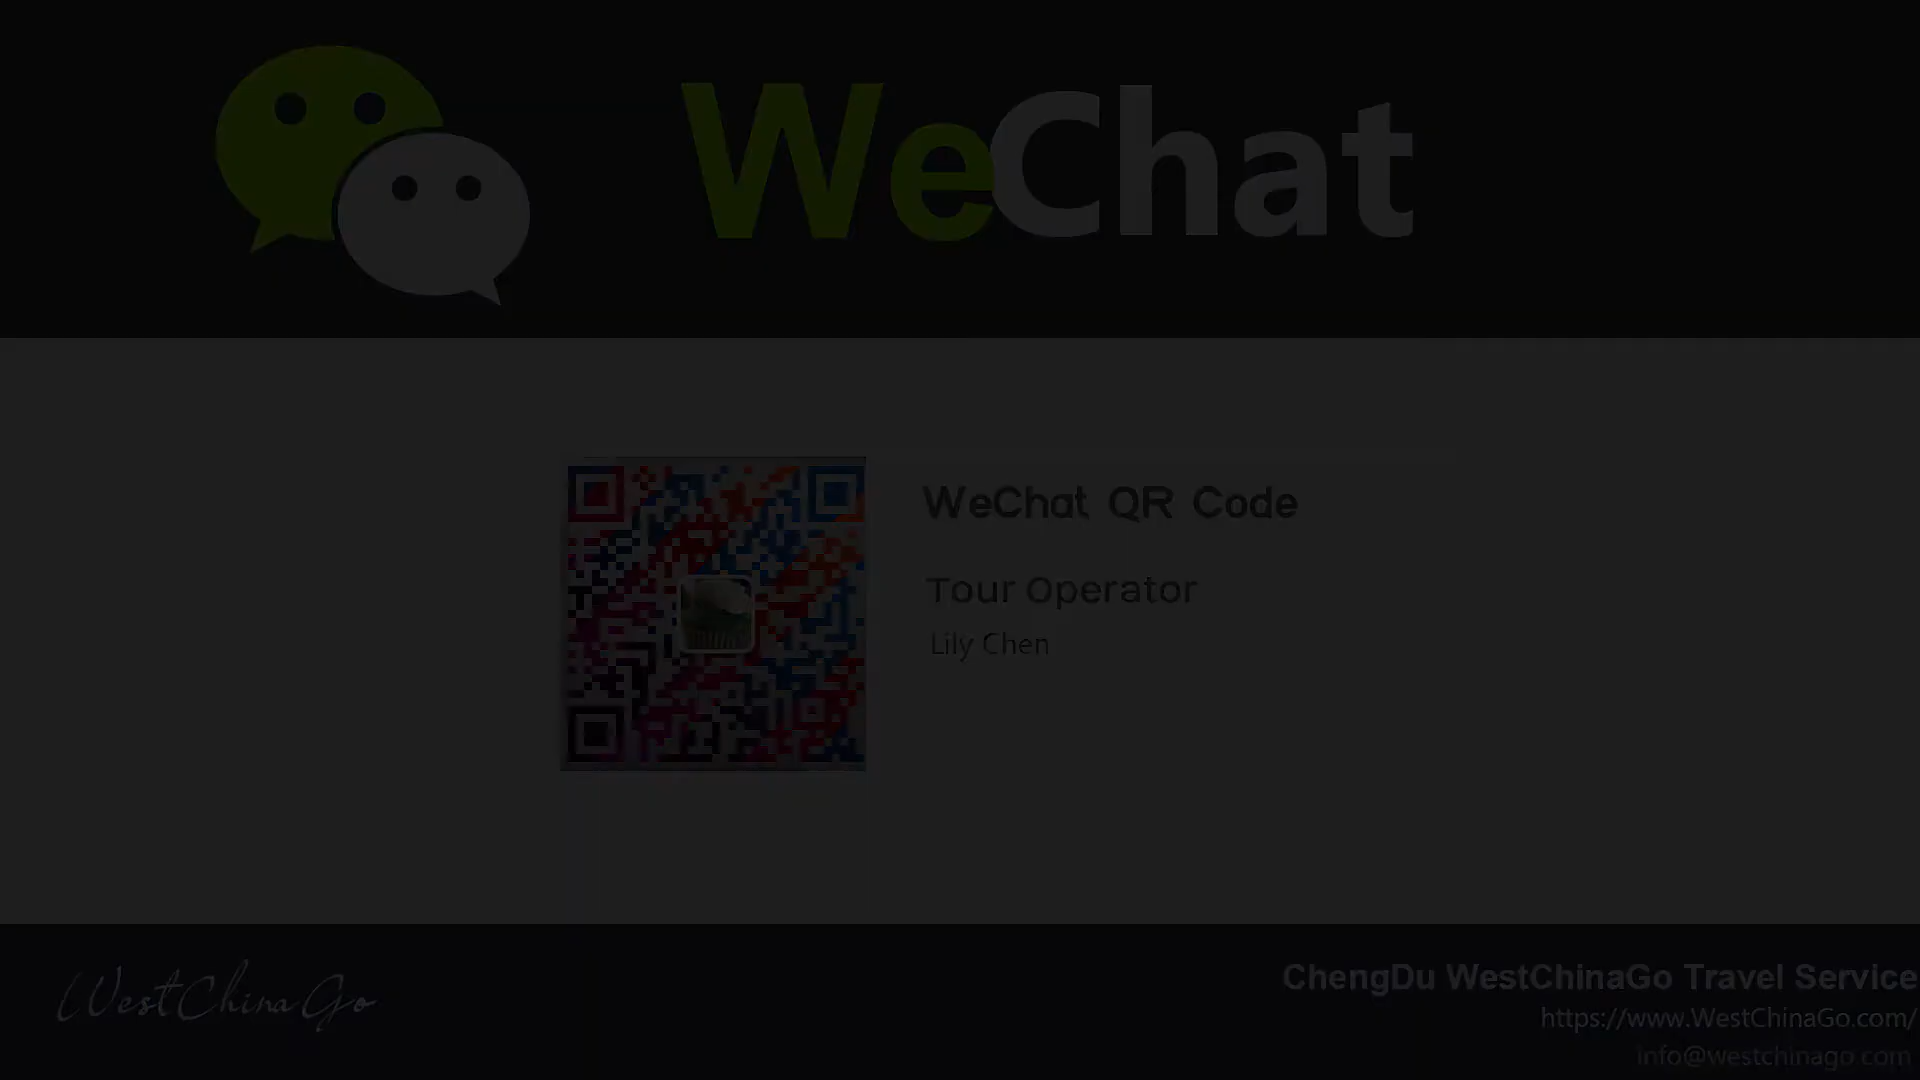 WeChat
WeChat QR Code
Tour Operator
Lily Chen
WestChinaGo
ChengDu WestChinaGo Travel Service
https://www.WestChinaGo.com/
info@westchinago.com